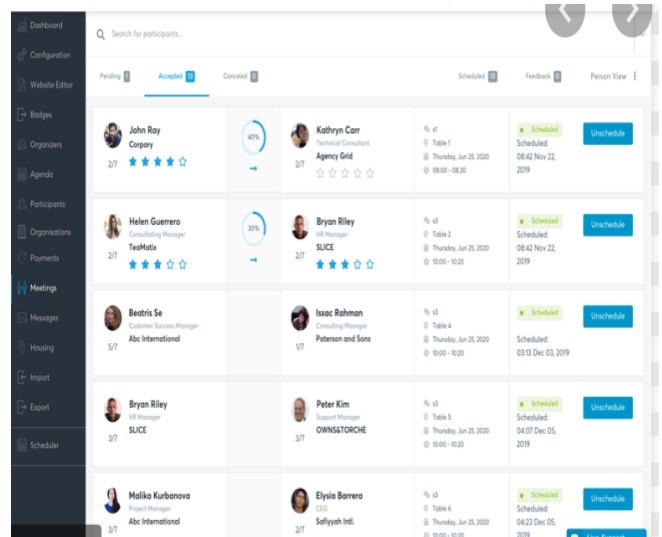 Dashboard
Configuration
Website Editor
Badges
Organizers
Agenda
Participants
Organisations
Payments
Meetings
Messages
Housing
Import
Export
Scheduler
Search for participants...
Pending 1 Accepted 13 Canceled 0 Scheduled 13 Feedback 0 Person View
John Ray
Corpary
2/7
40%
Kathryn Carr
Technical Consultant
Agency Grid
2/7
s1
Table 1
Thursday, Jun 25, 2020
08:00 - 08:20
Scheduled
Scheduled:
08:42 Nov 22,
2019
Unschedule
Helen Guerrero
Consultating Manager
TeaMatix
2/7
30%
Bryan Riley
HR Manager
SLICE
2/7
s3
Table 2
Thursday, Jun 25, 2020
10:00 - 10:20
Scheduled
Scheduled:
08:42 Nov 22,
2019
Unschedule
Beatris Se
Customer Success Manager
Abc International
5/7
Issac Rahman
Consulting Manager
Paterson and Sons
1/7
s3
Table 4
Thursday, Jun 25, 2020
10:00 - 10:20
Scheduled
Scheduled:
03:13 Dec 03, 2019
Unschedule
Bryan Riley
HR Manager
SLICE
3/7
Peter Kim
Support Manager
OWNS&TORCHE
3/7
s3
Table 5
Thursday, Jun 25, 2020
10:00 - 10:20
Scheduled
Scheduled:
04:07 Dec 05,
2019
Unschedule
Malika Kurbanova
Project Manager
Abc International
3/7
Elysia Barrera
CEO
Safiyyah Intl.
2/7
s3
Table 6
Thursday, Jun 25, 2020
10:00 - 10:20
Scheduled
Scheduled:
04:23 Dec 05,
2019
Unschedule